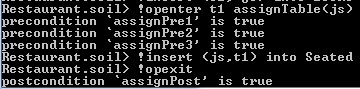 Restaurant.soil> !openter t1 assignTable(js)
precondition `assignPre1' is true
precondition `assignPre2' is true
precondition `assignPre3' is true
Restaurant.soil> !insert (js,t1) into Seated
Restaurant.soil> !opexit
postcondition `assignPost' is true